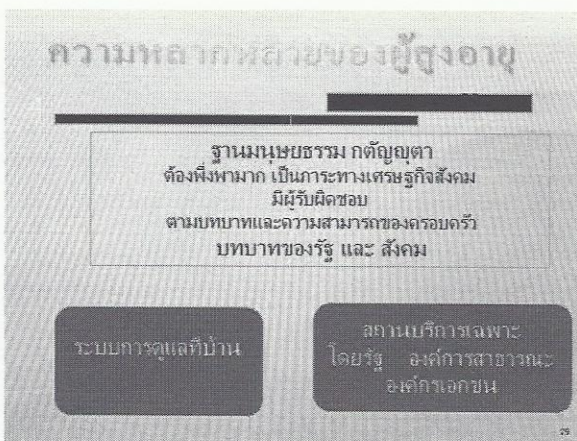 ความหลากหลายของผู้สูงอายุ
ฐานมนุษยธรรม กตัญญุตา
ต้องพึ่งพามาก เป็นภาระทางเศรษฐกิจสังคม
มีผู้รับผิดชอบ
ตามบทบาทและความสามารถของครอบครัว
บทบาทของรัฐ และ สังคม
ระบบการดูแลที่บ้าน
สถานบริการเฉพาะ
โดยรัฐ องค์การสาธารณะ
องค์กรเอกชน